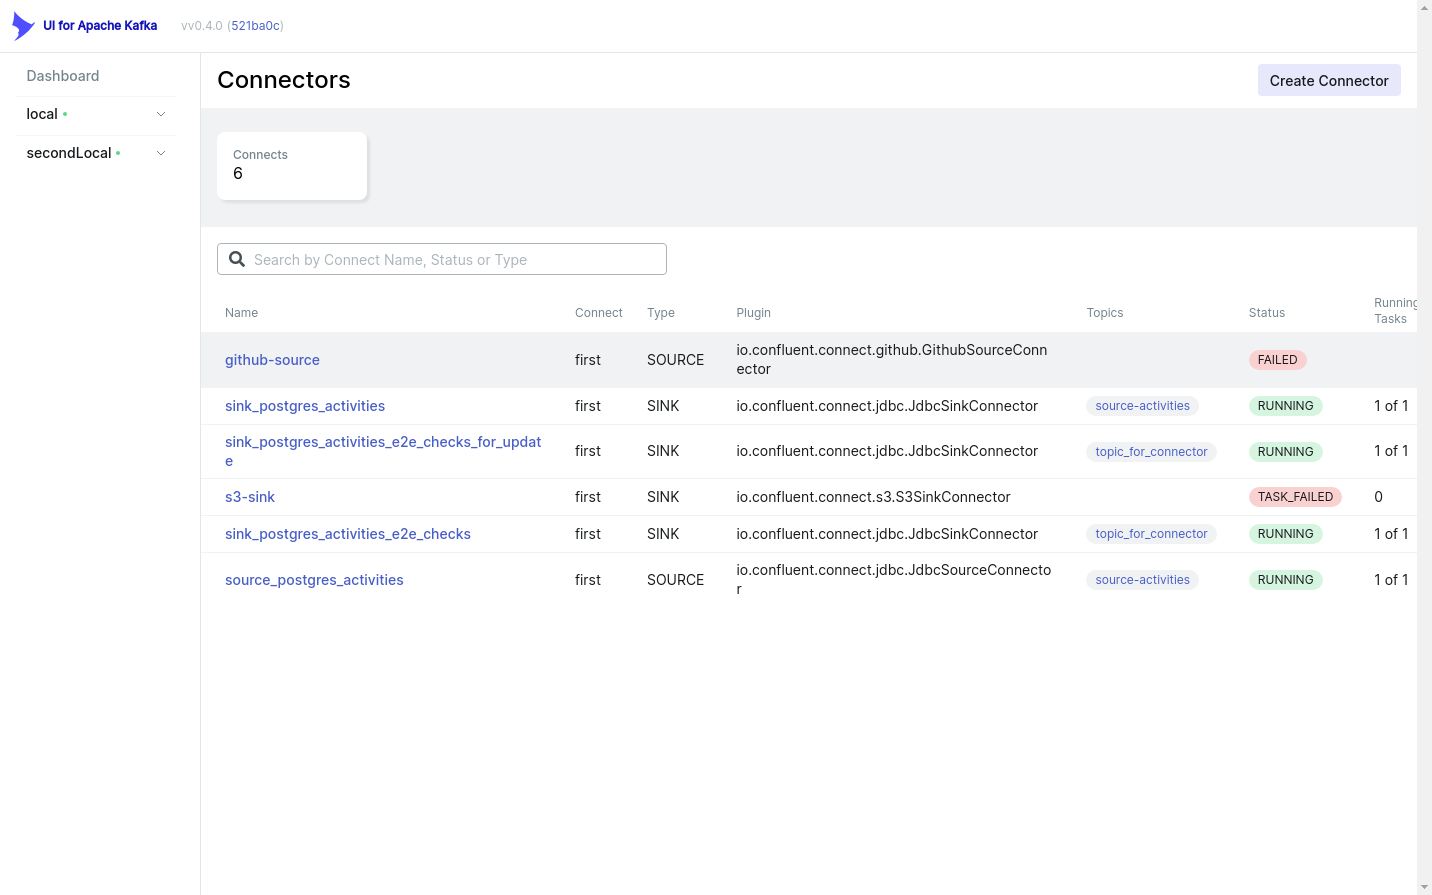 UI for Apache Kafka vv0.4.0 (521ba0c)
Dashboard
local
secondLocal
Connectors
Create Connector
Connects
6
Search by Connect Name, Status or Type
Name Connect Type Plugin Topics Status Running
Tasks
github-source first SOURCE io.confluent.connect.github.GithubSourceConn
ector FAILED
sink_postgres_activities first SINK io.confluent.connect.jdbc.JdbcSinkConnector source-activities RUNNING 1 of 1
sink_postgres_activities_e2e_checks_for_updat
e first SINK io.confluent.connect.jdbc.JdbcSinkConnector topic_for_connector RUNNING 1 of 1
s3-sink first SINK io.confluent.connect.s3.S3SinkConnector TASK_FAILED 0
sink_postgres_activities_e2e_checks first SINK io.confluent.connect.jdbc.JdbcSinkConnector topic_for_connector RUNNING 1 of 1
source_postgres_activities first SOURCE io.confluent.connect.jdbc.JdbcSourceConnecto
r source-activities RUNNING 1 of 1